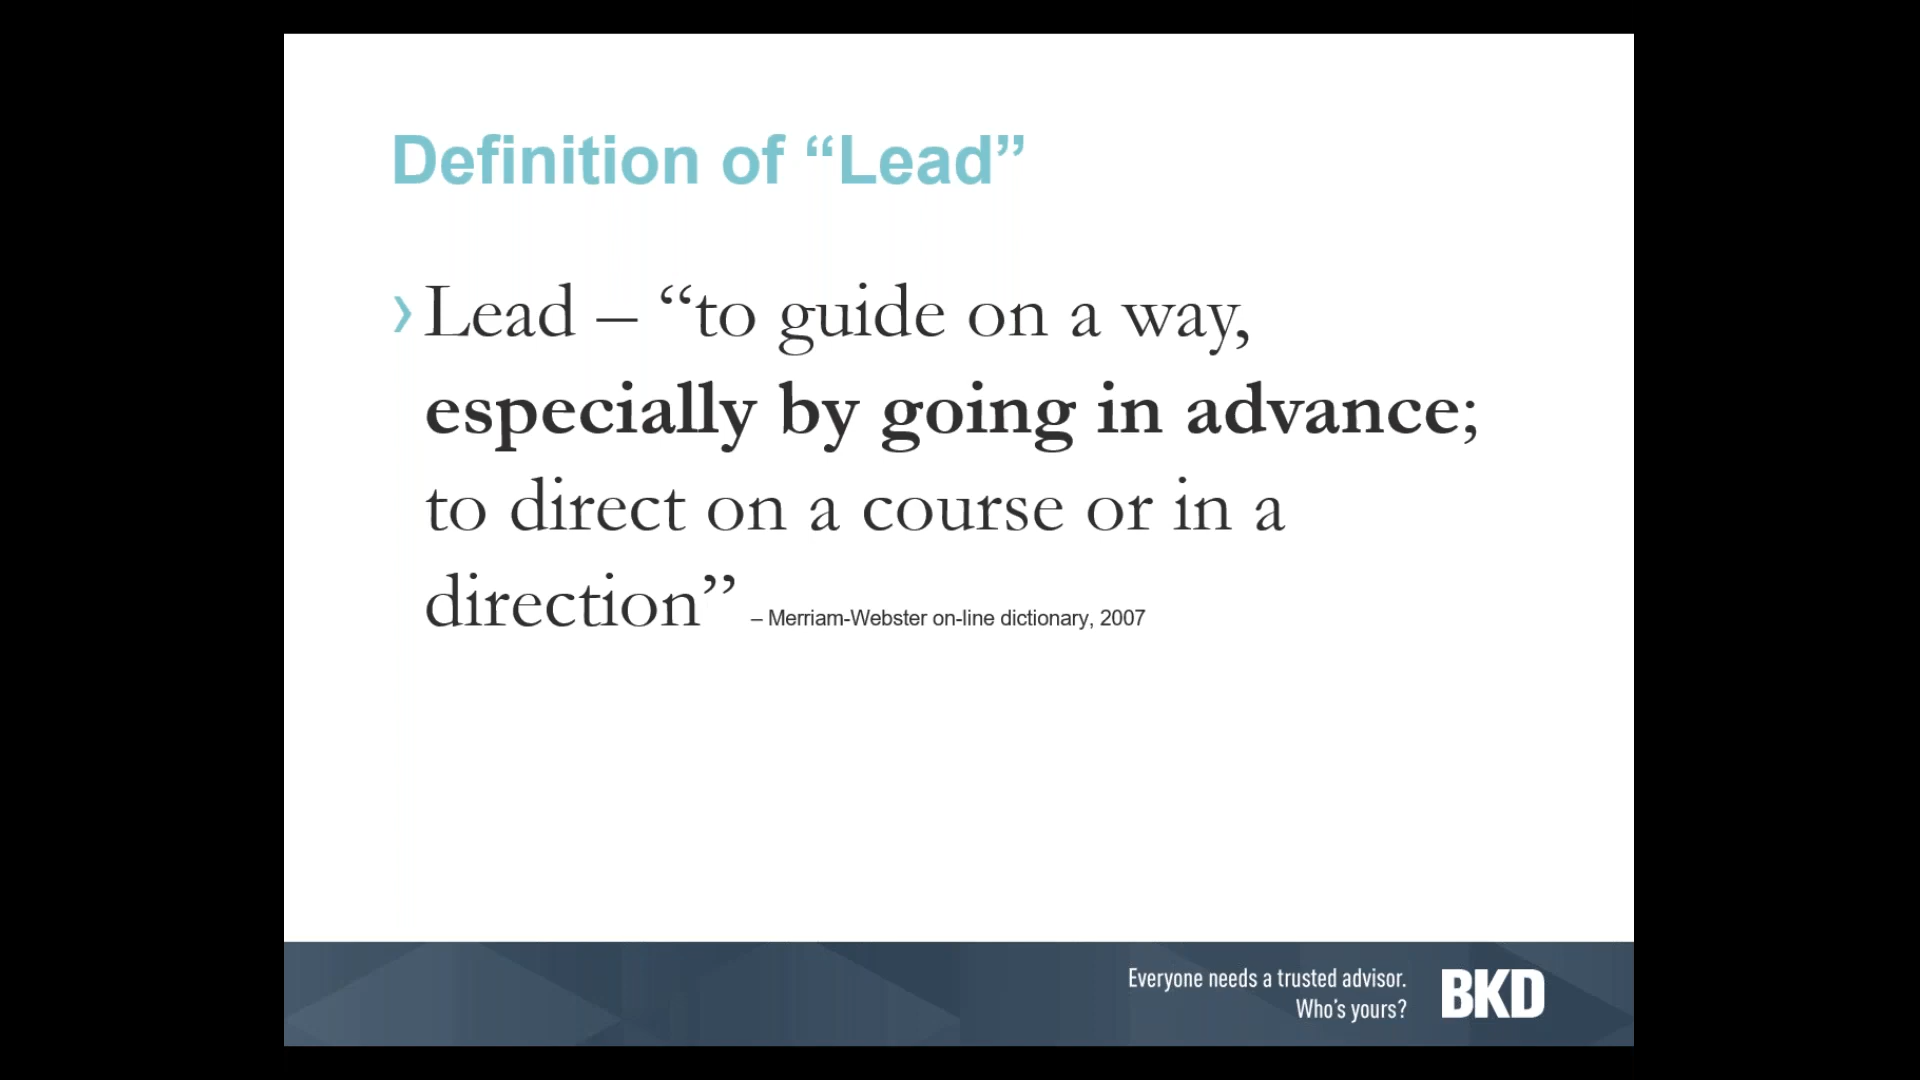 Definition of “Lead”
› Lead – “to guide on a way,
especially by going in advance;
to direct on a course or in a
direction” – Merriam-Webster on-line dictionary, 2007
Everyone needs a trusted advisor.
Who’s yours?
BKD